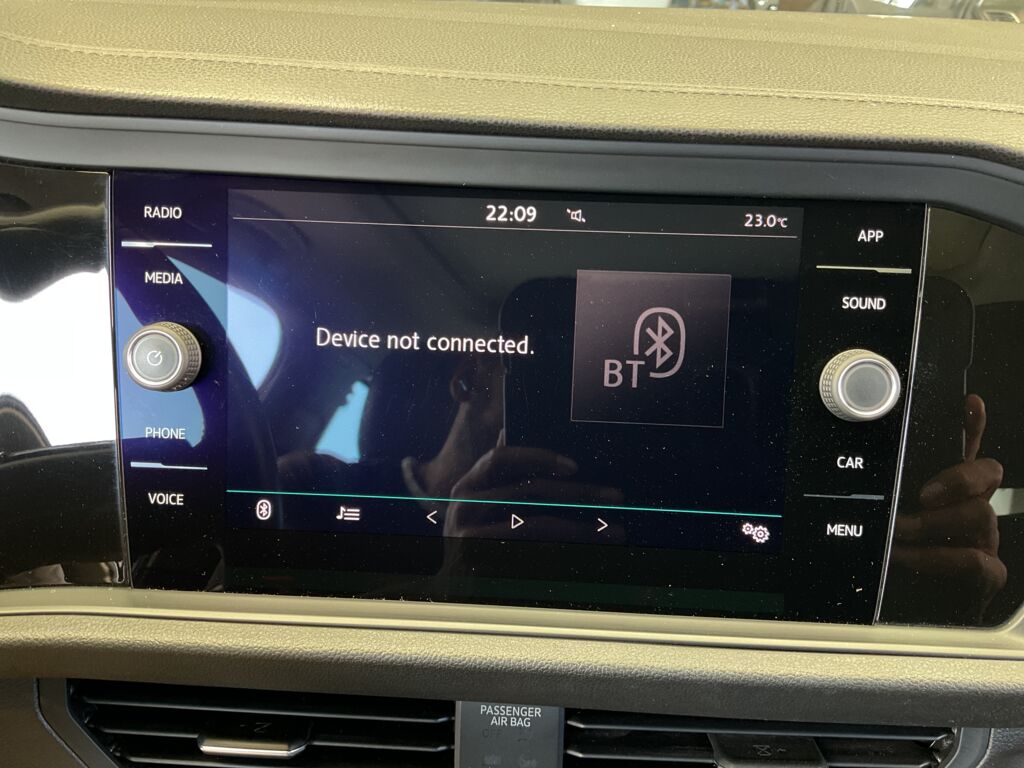 RADIO
MEDIA
PHONE
VOICE
22:09
23.0°C
Device not connected.
BT
APP
SOUND
CAR
MENU
PASSENGER
AIR BAG
OFF